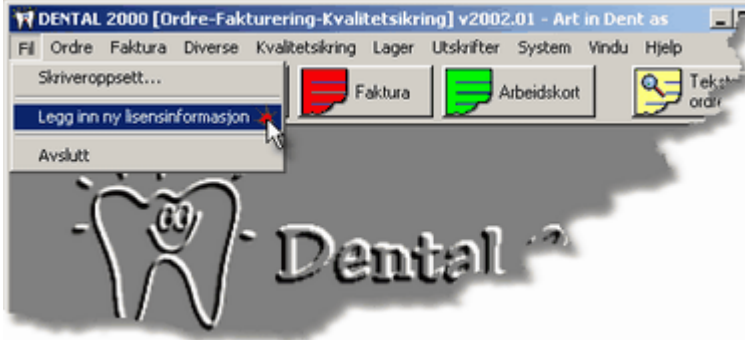 DENTAL 2000 [Ordre-Fakturering-Kvalitetsikring] v2002.01 - Art in Dent as
Fil Ordre Faktura Diverse Kvalitetsikring Lager Utskrifter System Vindu Hjelp
Skriveroppsett...
Legg inn ny lisensinformasjon
Avslutt
Faktura
Arbeidskort
Dental